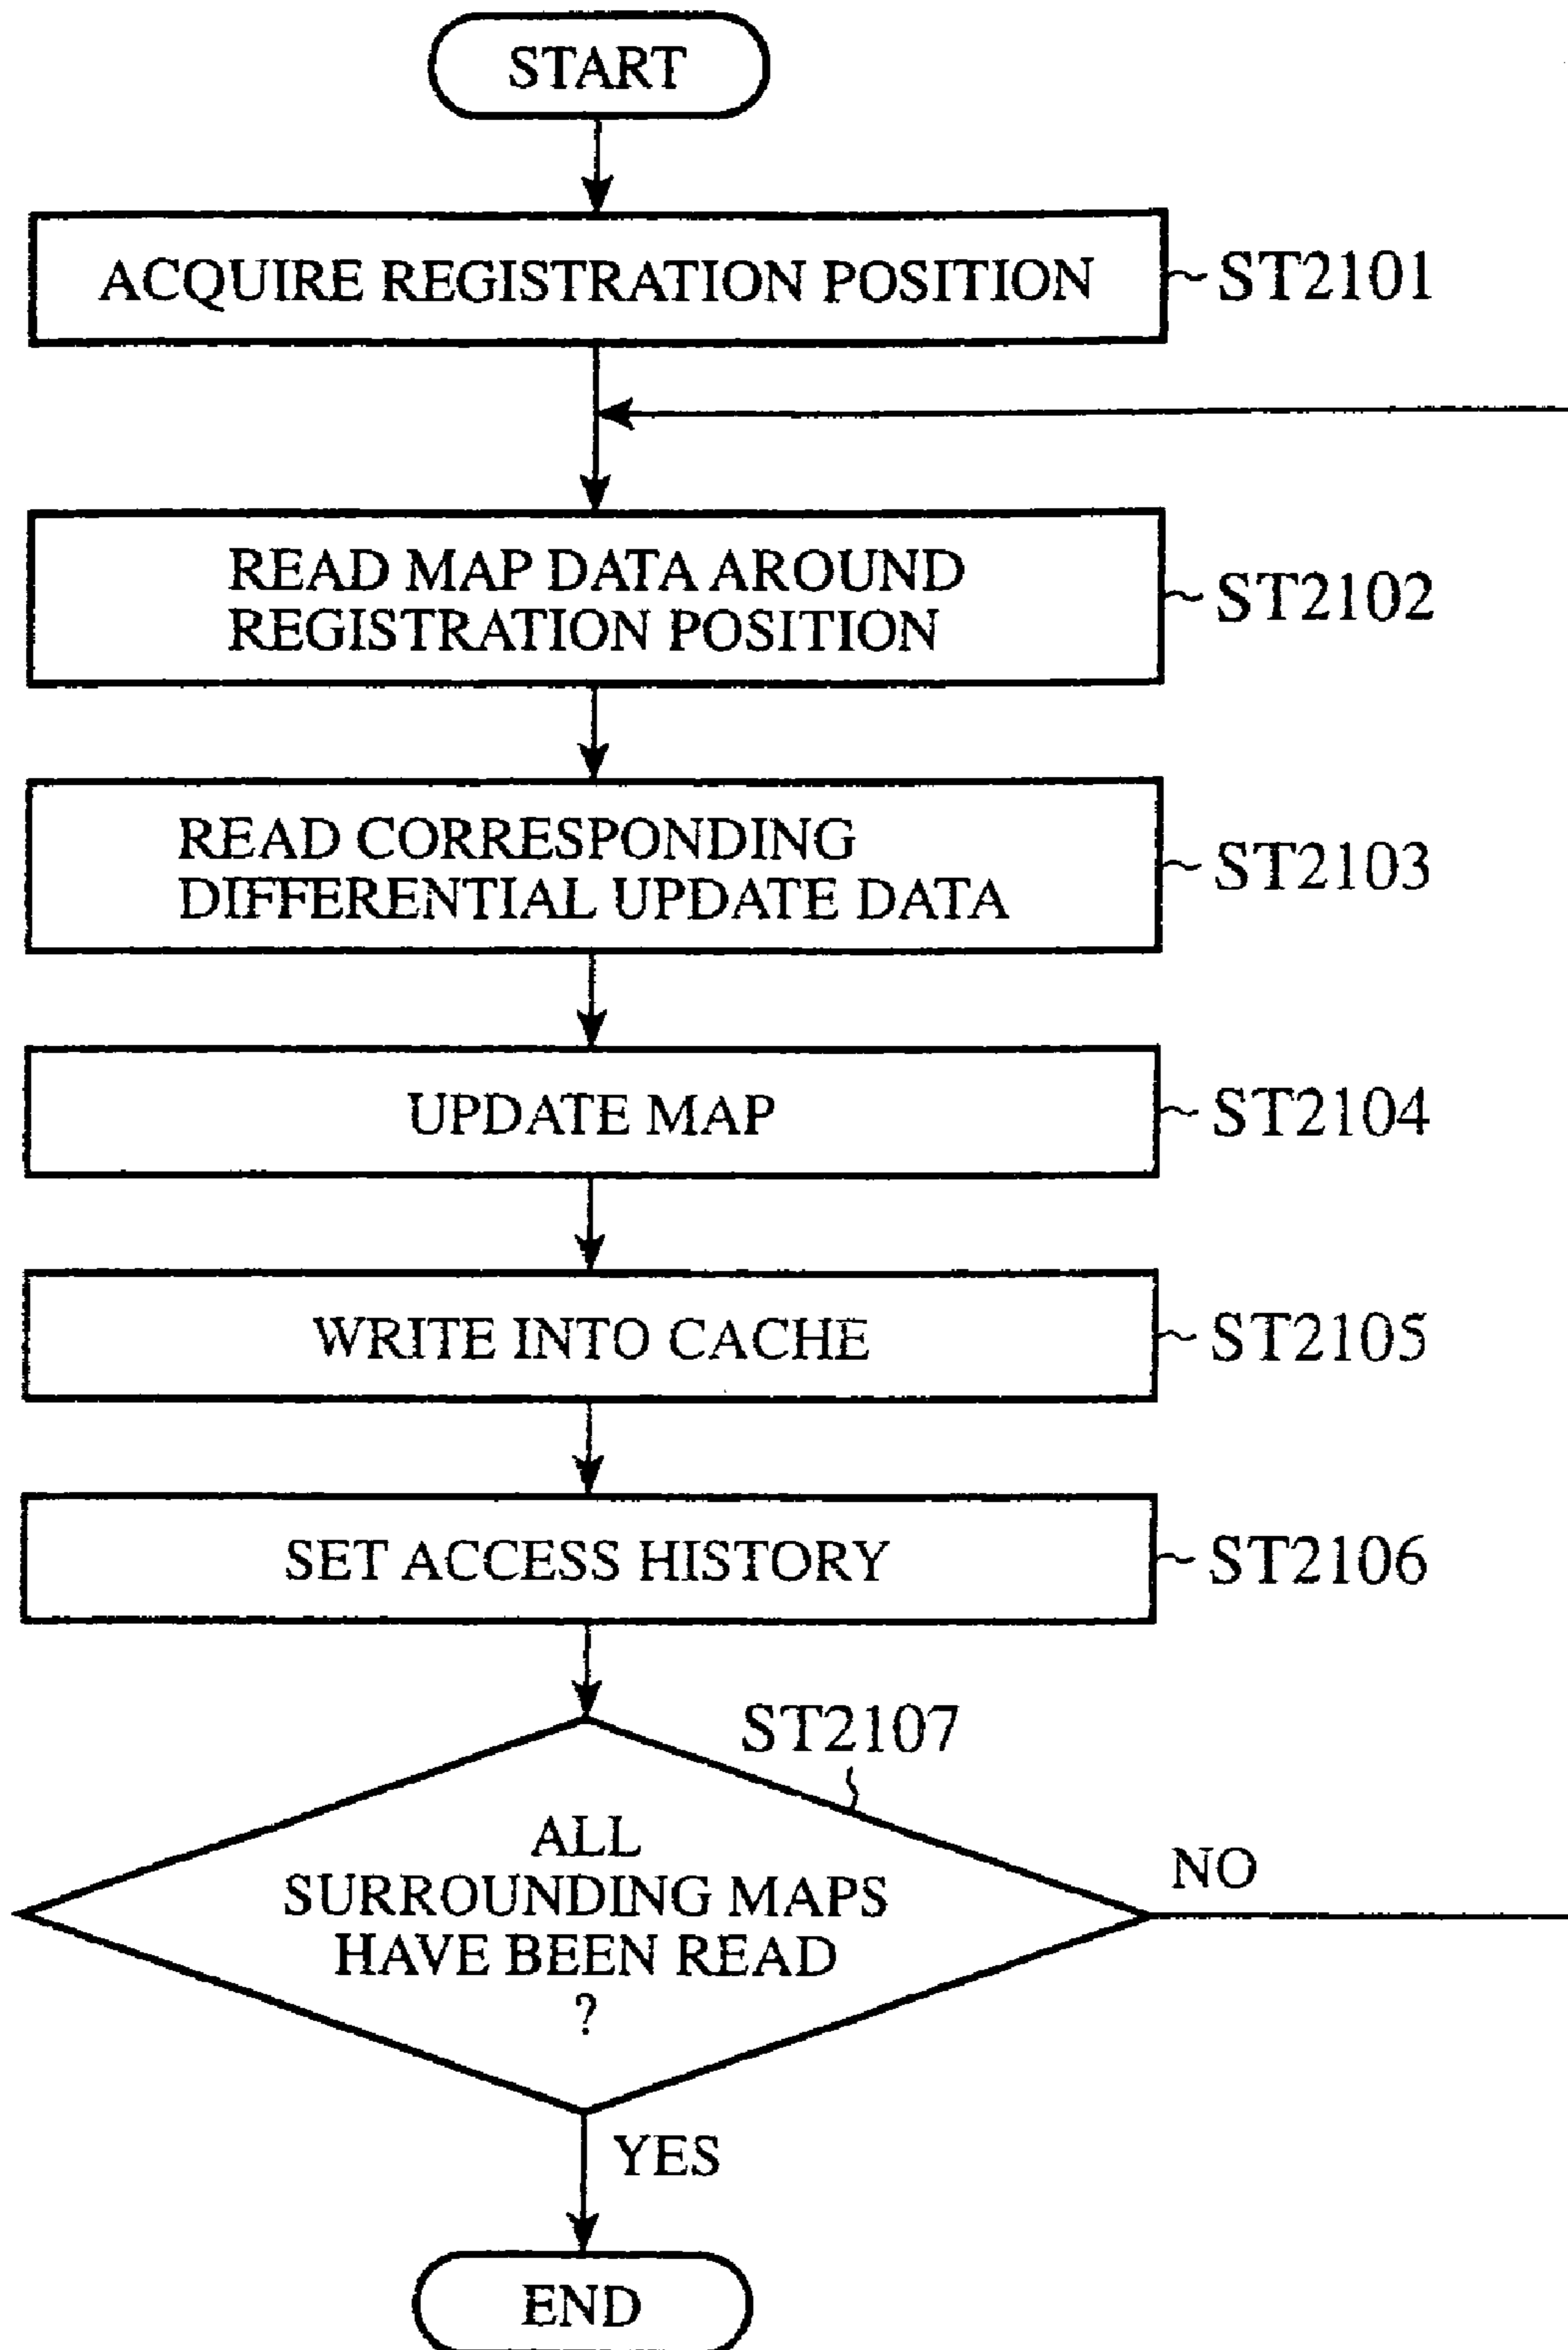 START
ACQUIRE REGISTRATION POSITION
ST2101
READ MAP DATA AROUND
REGISTRATION POSITION
ST2102
READ CORRESPONDING
DIFFERENTIAL UPDATE DATA
ST2103
UPDATE MAP
ST2104
WRITE INTO CACHE
ST2105
SET ACCESS HISTORY
ST2106
ST2107
ALL
SURROUNDING MAPS
HAVE BEEN READ
?
NO
YES
END